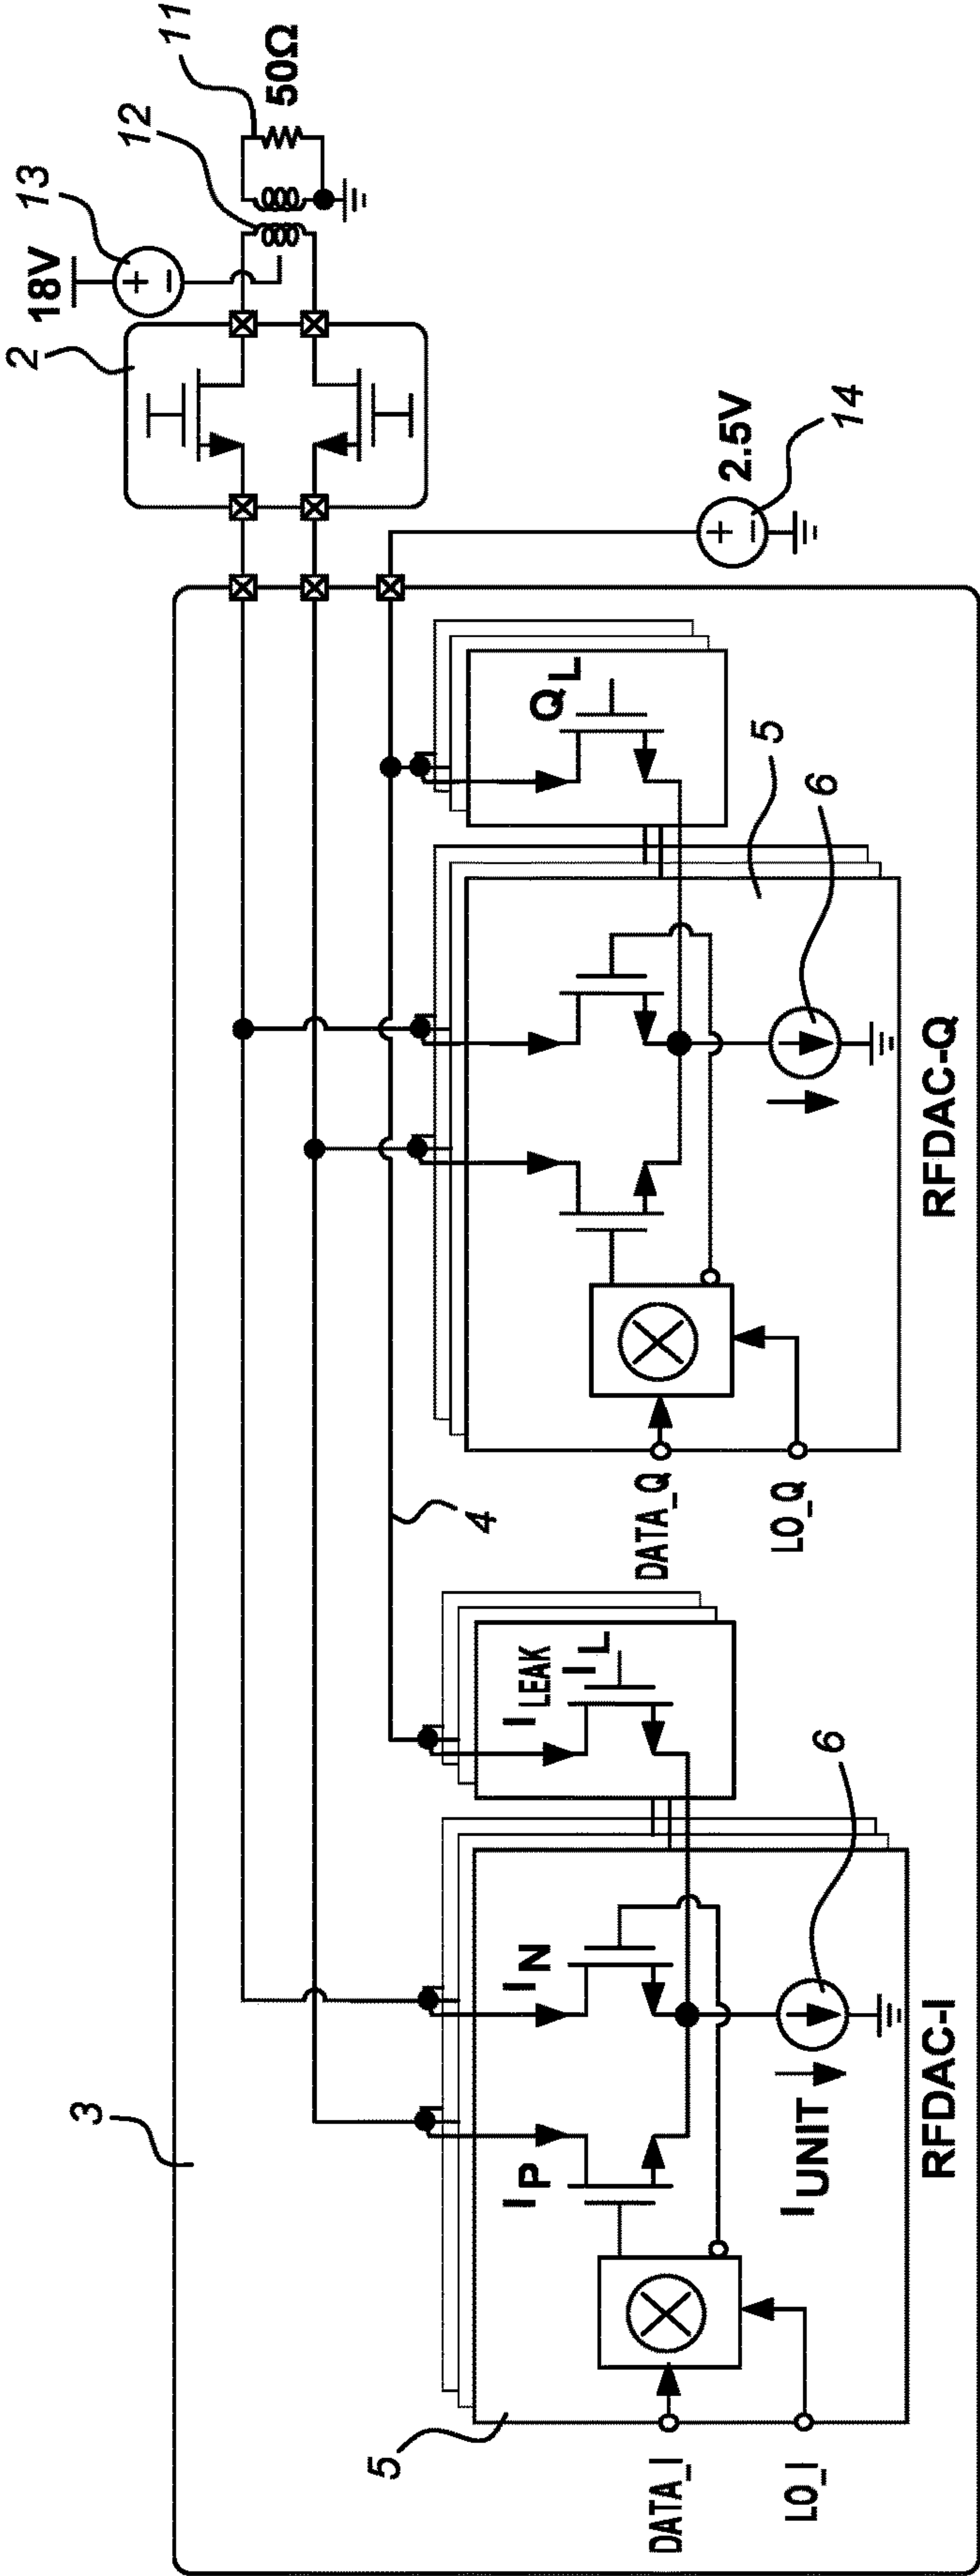 11
50Ω
12
13
18V
2
2.5V
14
3
4
Q_L
5
6
DATA_Q
LO_Q
RFDAC-Q
I_LEAK
I_L
I_P
I_N
6
I_UNIT
5
DATA_I
LO_I
RFDAC-I